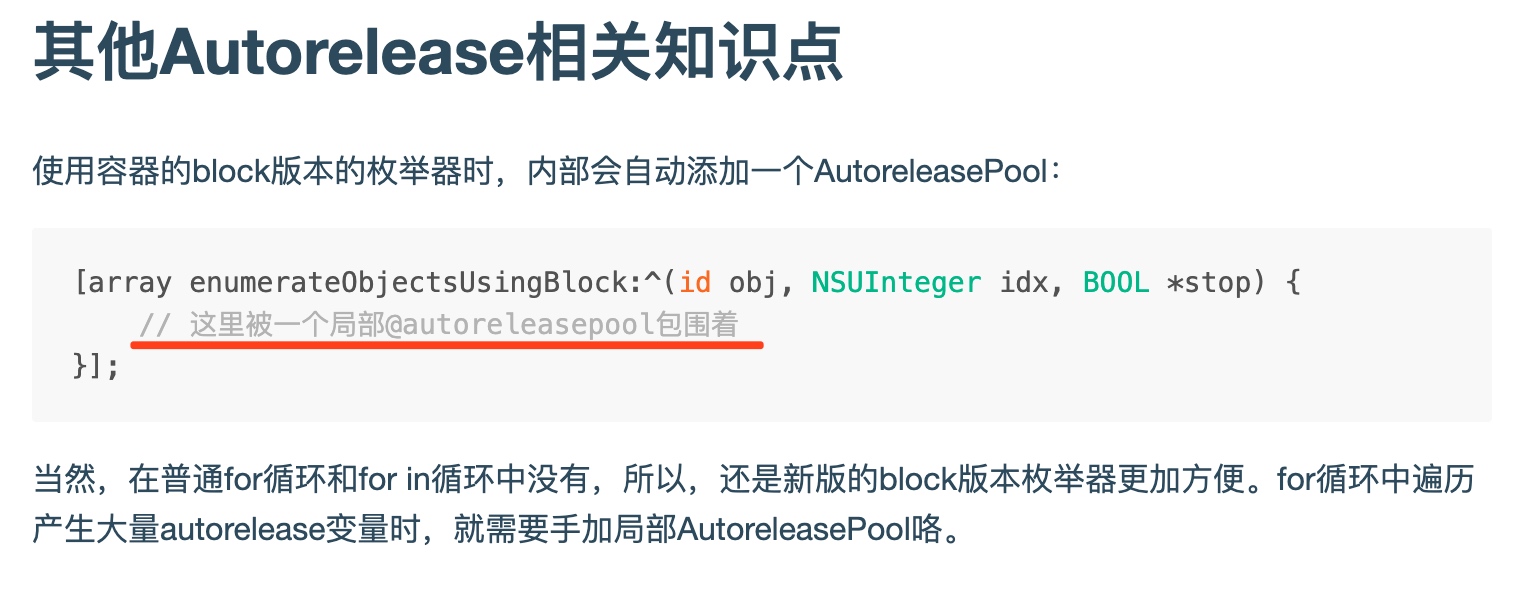 其他Autorelease相关知识点
使用容器的block版本的枚举器时，内部会自动添加一个AutoreleasePool：
[array enumerateObjectsUsingBlock:^(id obj, NSUInteger idx, BOOL *stop) {
    // 这里被一个局部@autoreleasepool包围着
}];
当然，在普通for循环和for in循环中没有，所以，还是新版的block版本枚举器更加方便。for循环中遍历
产生大量autorelease变量时，就需要手加局部AutoreleasePool咯。